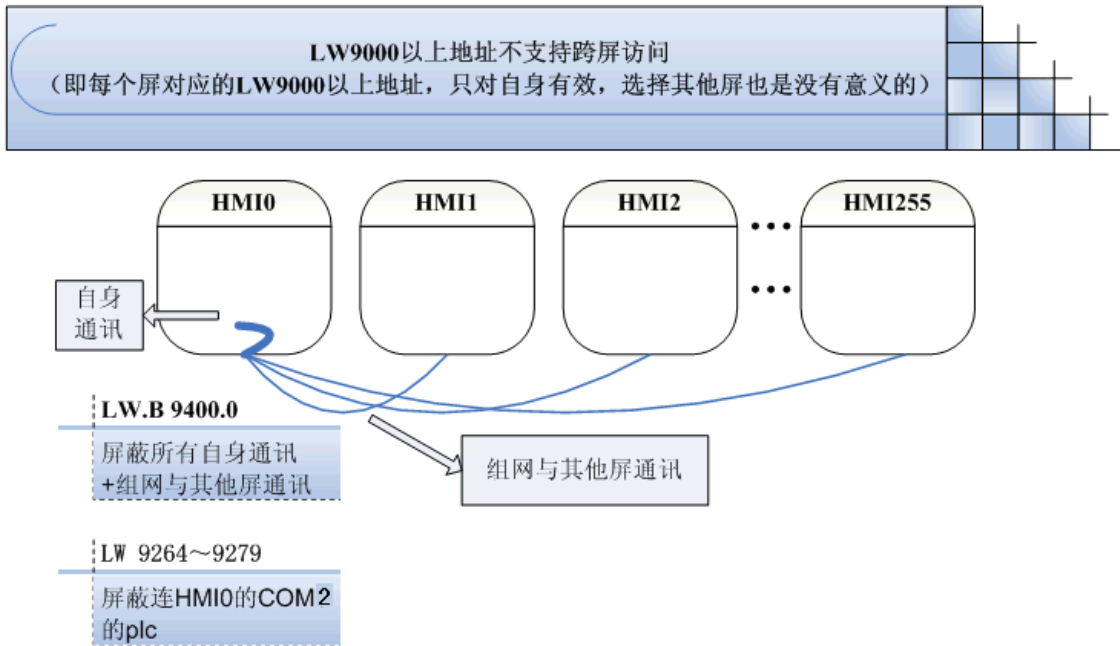 LW9000以上地址不支持跨屏访问
（即每个屏对应的LW9000以上地址，只对自身有效，选择其他屏也是没有意义的）
HMI0
HMI1
HMI2
•••
HMI255
•••
自身
通讯
LW.B 9400.0
屏蔽所有自身通讯
+组网与其他屏通讯
组网与其他屏通讯
LW 9264～9279
屏蔽连HMI0的COM2
的plc